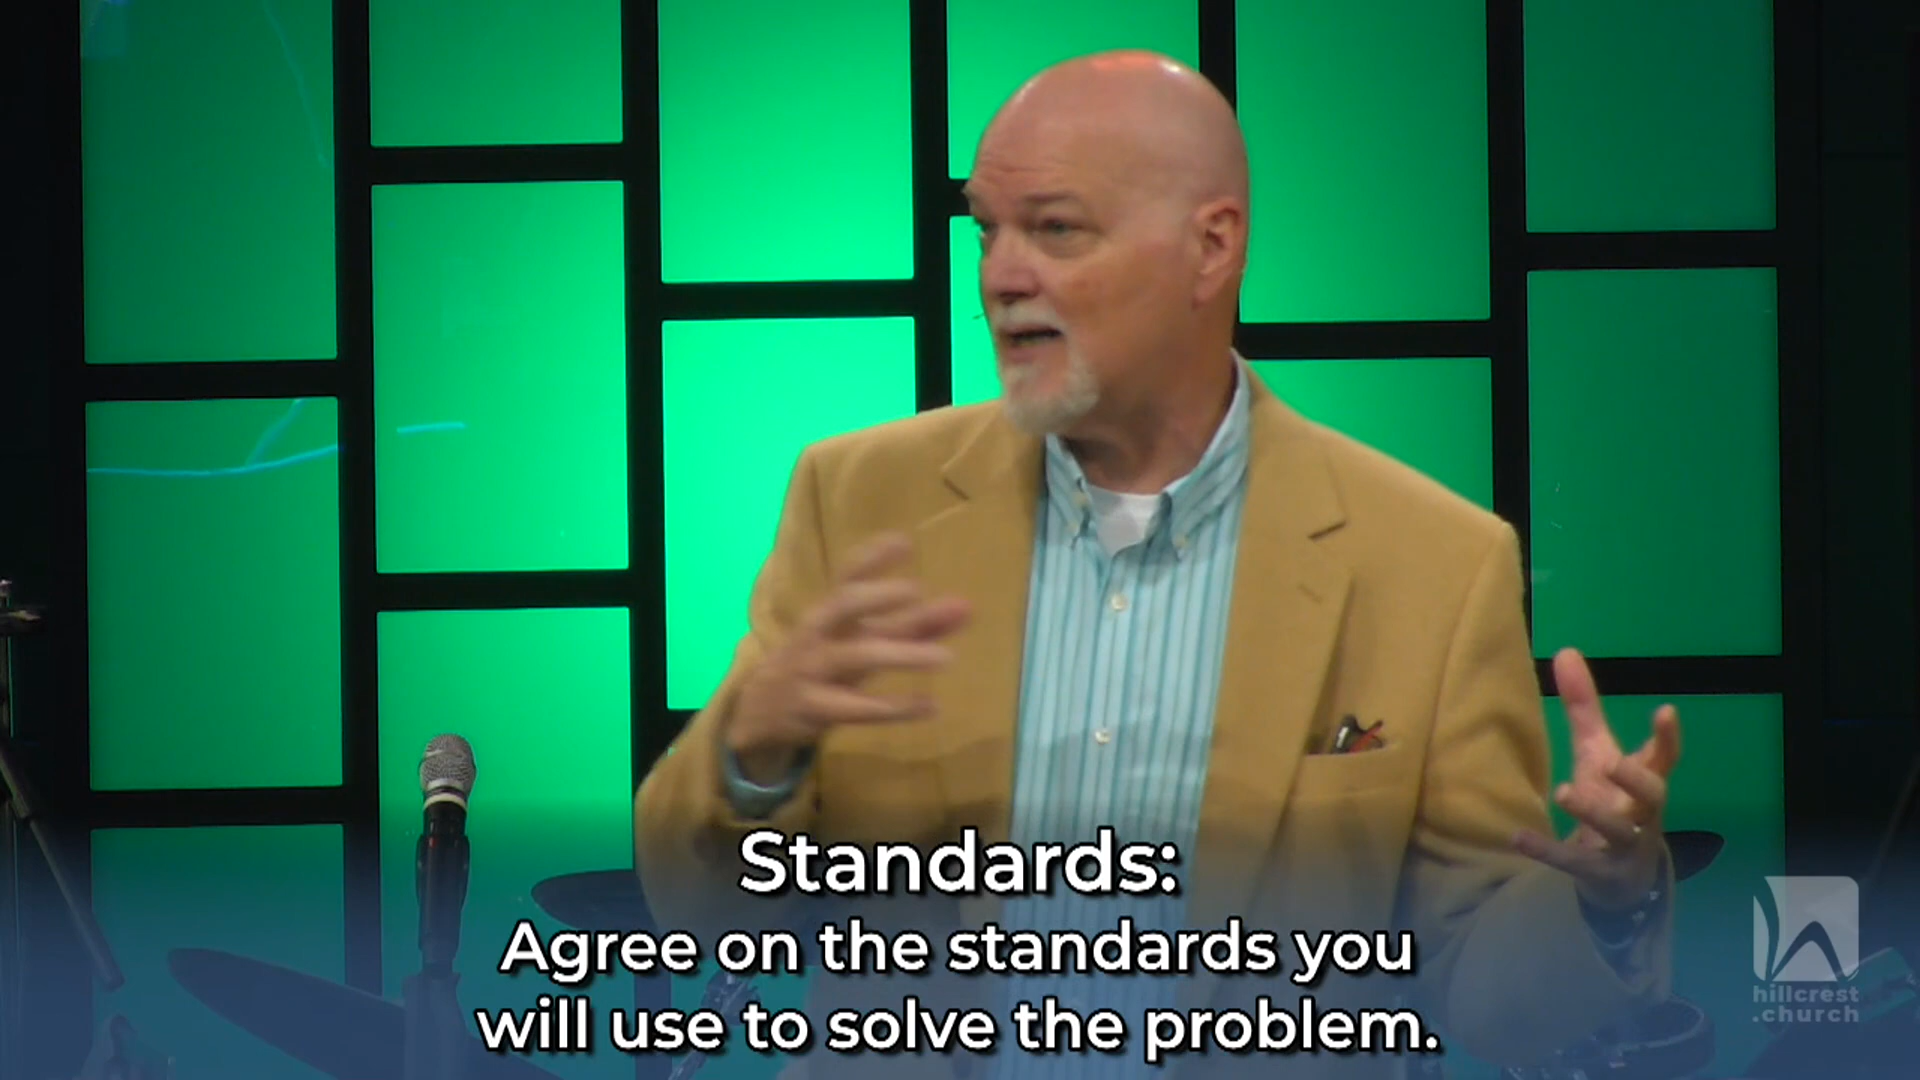 Standards:
Agree on the standards you
will use to solve the problem.
hillcrest
.church